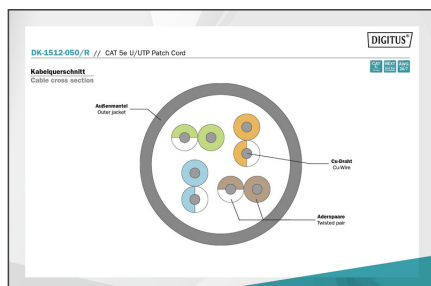 DIGITUS®
DK-1512-050/R // CAT 5e U/UTP Patch Cord
Kabelquerschnitt
Cable cross section
Außenmantel
Outer jacket
Cu-Draht
Cu-Wire
Adernpaare
Twisted pair